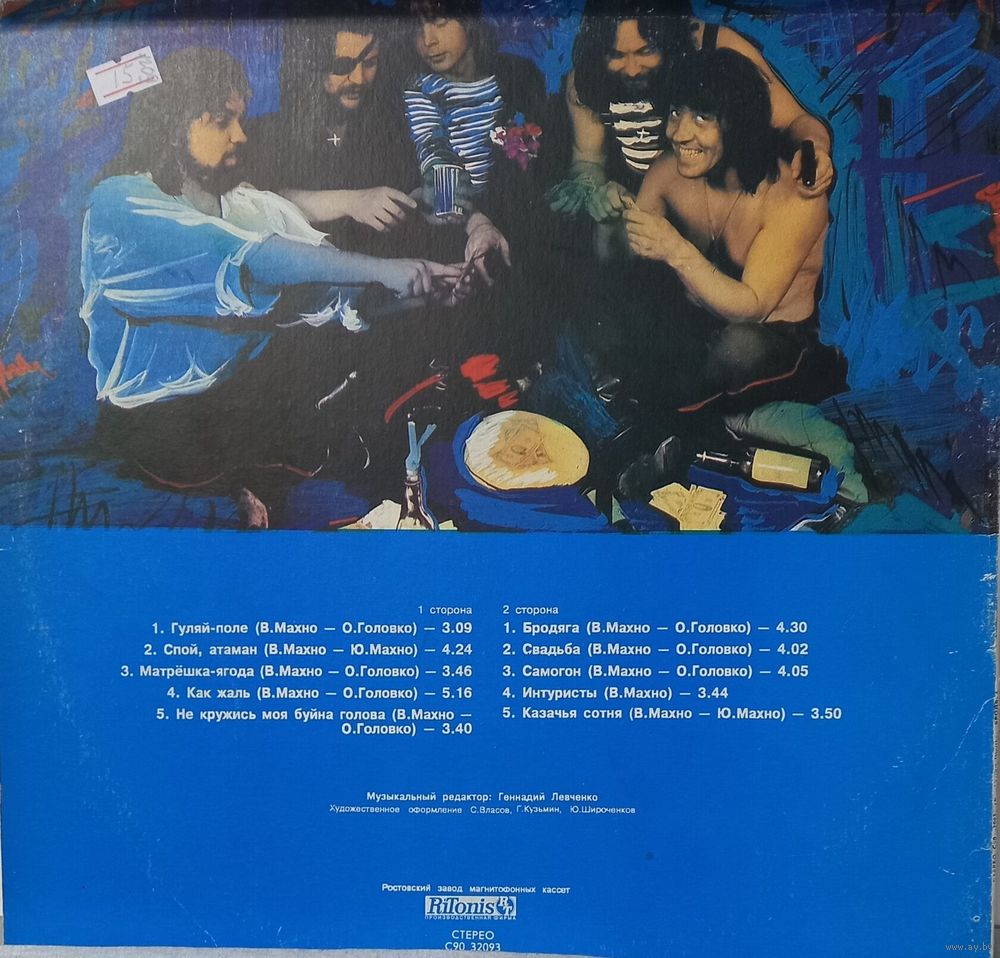 1 сторона
1. Гуляй-поле (В.Махно — О.Головко) — 3.09
2. Спой, атаман (В.Махно — Ю.Махно) — 4.24
3. Матрёшка-ягода (В.Махно — О.Головко) — 3.46
4. Как жаль (В.Махно — О.Головко) — 5.16
5. Не кружись моя буйна голова (В.Махно —
О.Головко) — 3.40
2 сторона
1. Бродяга (В.Махно — О.Головко) — 4.30
2. Свадьба (В.Махно — О.Головко) — 4.02
3. Самогон (В.Махно — О.Головко) — 4.05
4. Интуристы (В.Махно) — 3.44
5. Казачья сотня (В.Махно — Ю.Махно) — 3.50
Музыкальный редактор: Геннадий Левченко
Художественное оформление С.Власов, Г.Кузьмин, Ю.Широченков
Ростовский завод магнитофонных кассет
RiTonis
ПРОИЗВОДСТВЕННАЯ ФИРМА
СТЕРЕО
С90 32093
www.ay.by